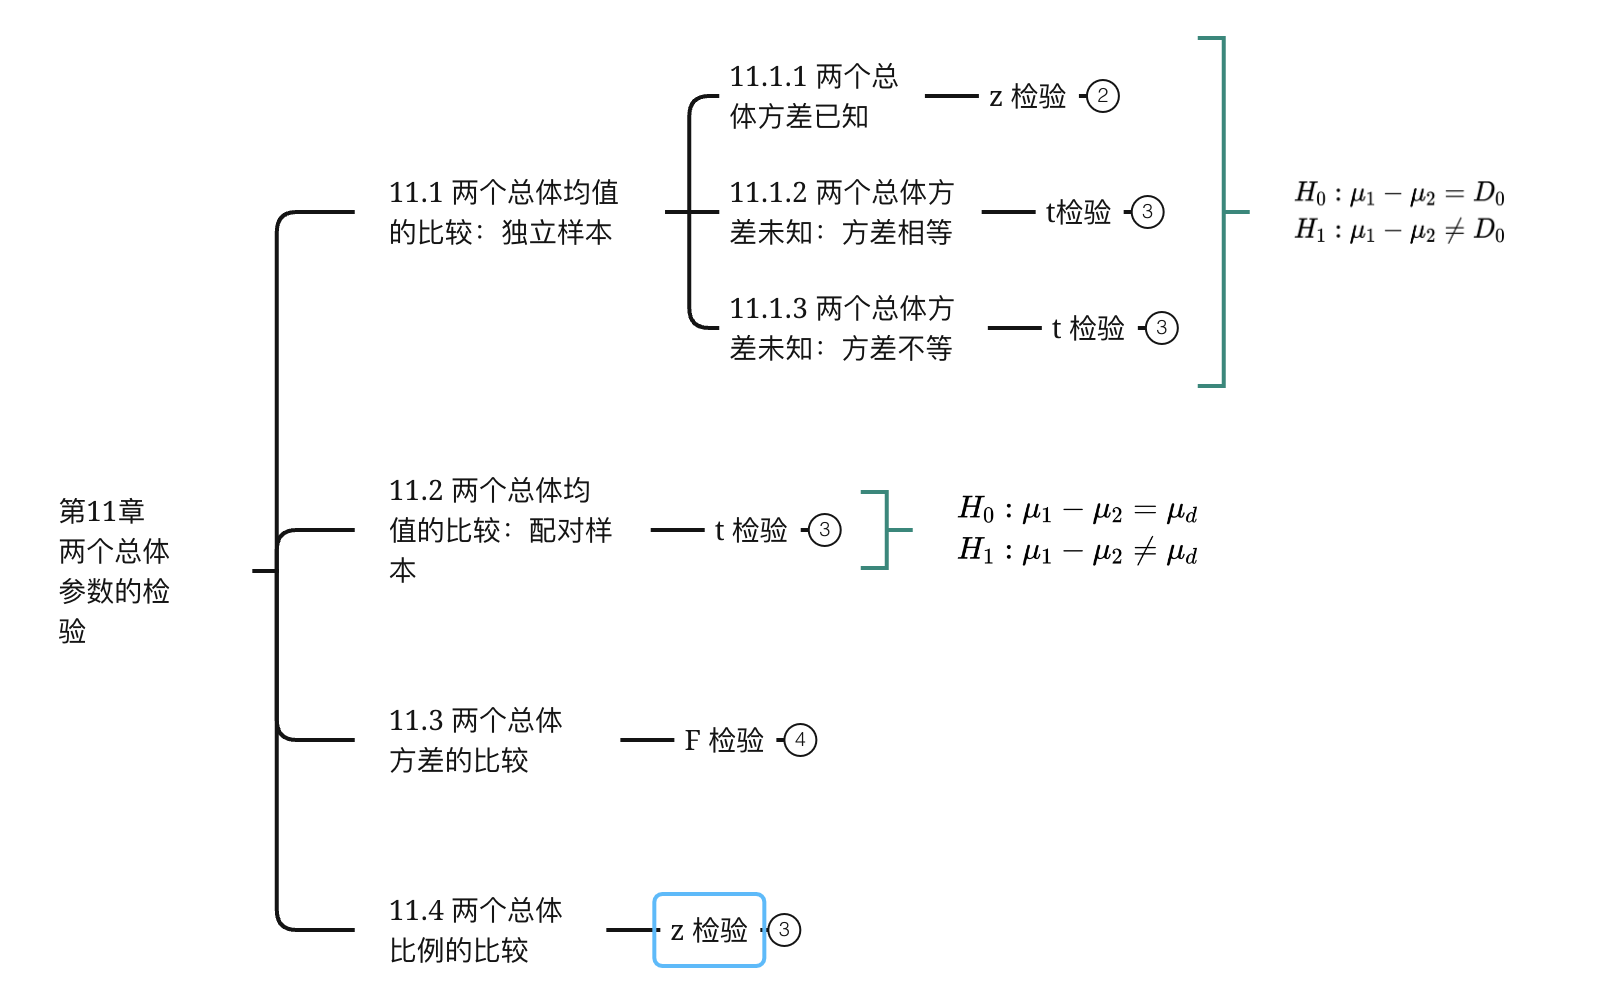 第11章
两个总体
参数的检
验
11.1 两个总体均值
的比较：独立样本
11.1.1 两个总
体方差已知
z 检验
2
11.1.2 两个总体方
差未知：方差相等
t检验
3
11.1.3 两个总体方
差未知：方差不等
t 检验
3
H₀ : μ₁ − μ₂ = D₀
H₁ : μ₁ − μ₂ ≠ D₀
11.2 两个总体均
值的比较：配对样
本
t 检验
3
H₀ : μ₁ − μ₂ = μ_d
H₁ : μ₁ − μ₂ ≠ μ_d
11.3 两个总体
方差的比较
F 检验
4
11.4 两个总体
比例的比较
z 检验
3